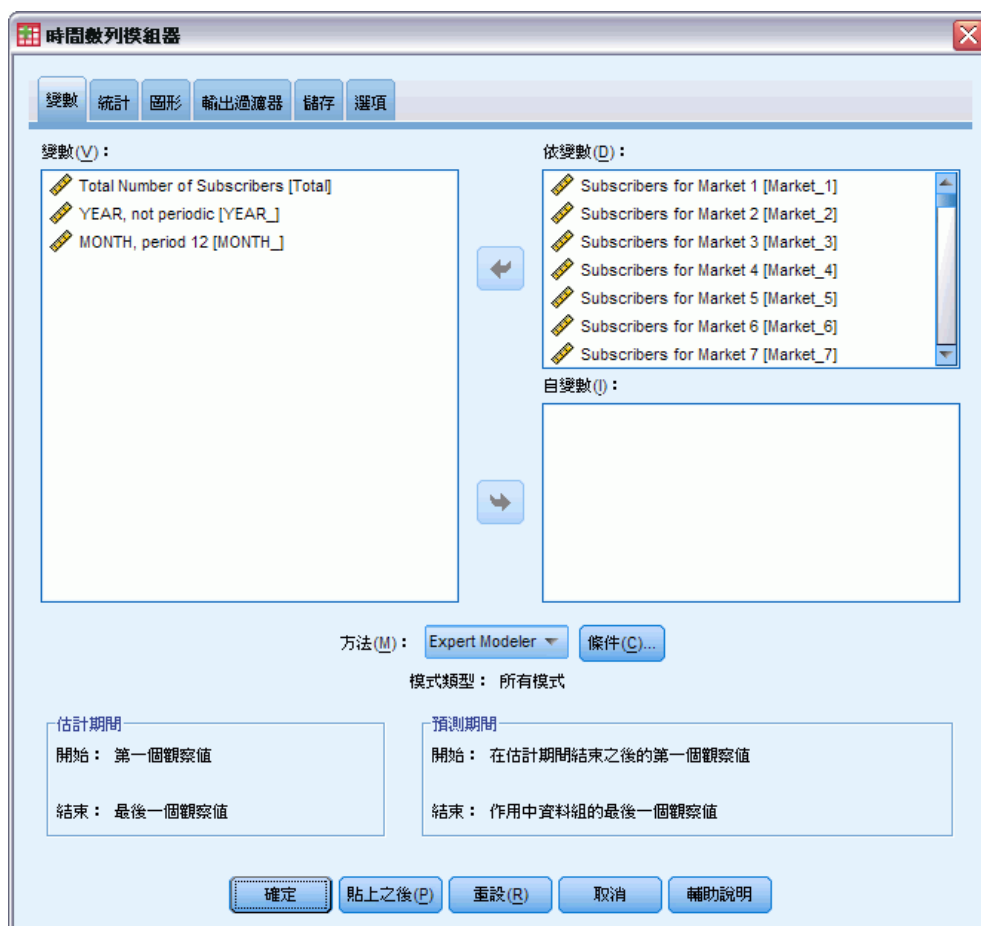 時間數列模組器
變數
統計
圖形
輸出過濾器
儲存
選項
變數(V)：
Total Number of Subscribers [Total]
YEAR, not periodic [YEAR_]
MONTH, period 12 [MONTH_]
依變數(D)：
Subscribers for Market 1 [Market_1]
Subscribers for Market 2 [Market_2]
Subscribers for Market 3 [Market_3]
Subscribers for Market 4 [Market_4]
Subscribers for Market 5 [Market_5]
Subscribers for Market 6 [Market_6]
Subscribers for Market 7 [Market_7]
自變數(I)：
方法(M)：
Expert Modeler
條件(C)...
模式類型： 所有模式
估計期間
開始： 第一個觀察值
結束： 最後一個觀察值
預測期間
開始： 在估計期間結束之後的第一個觀察值
結束： 作用中資料組的最後一個觀察值
確定
貼上之後(P)
重設(R)
取消
輔助說明